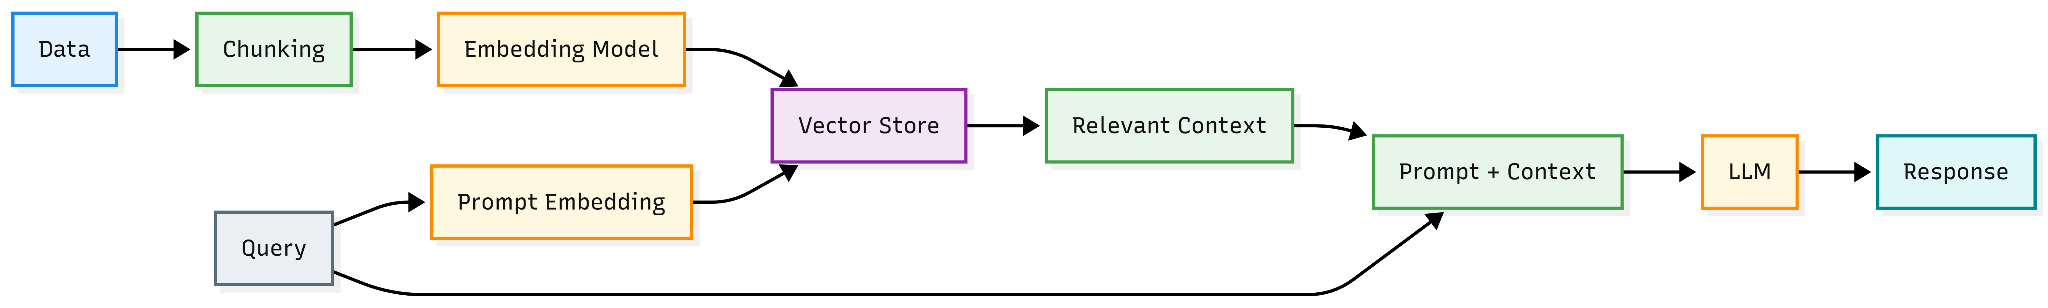 Data
Chunking
Embedding Model
Vector Store
Relevant Context
Prompt + Context
LLM
Response
Prompt Embedding
Query